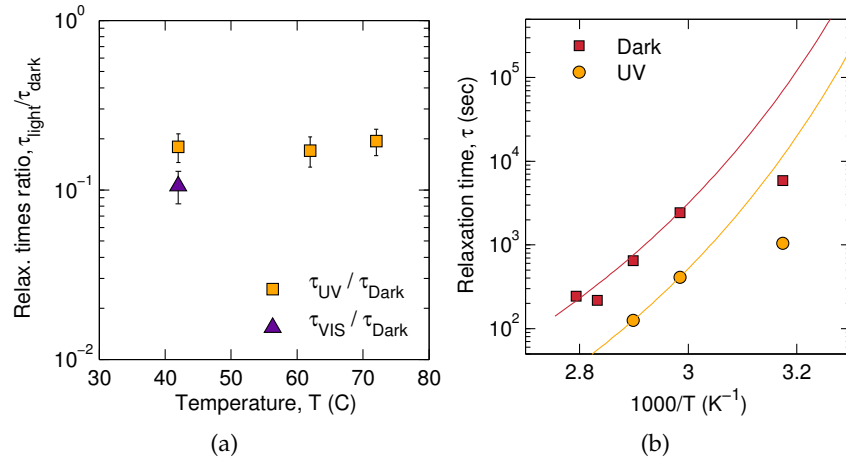 10^0
10^{-1}
10^{-2}
Relax. times ratio, τ_light/τ_dark
τ_UV / τ_Dark
τ_VIS / τ_Dark
30 40 50 60 70 80
Temperature, T (C)
(a)
Dark
UV
10^5
10^4
10^3
10^2
Relaxation time, τ (sec)
2.8 3 3.2
1000/T (K^{-1})
(b)